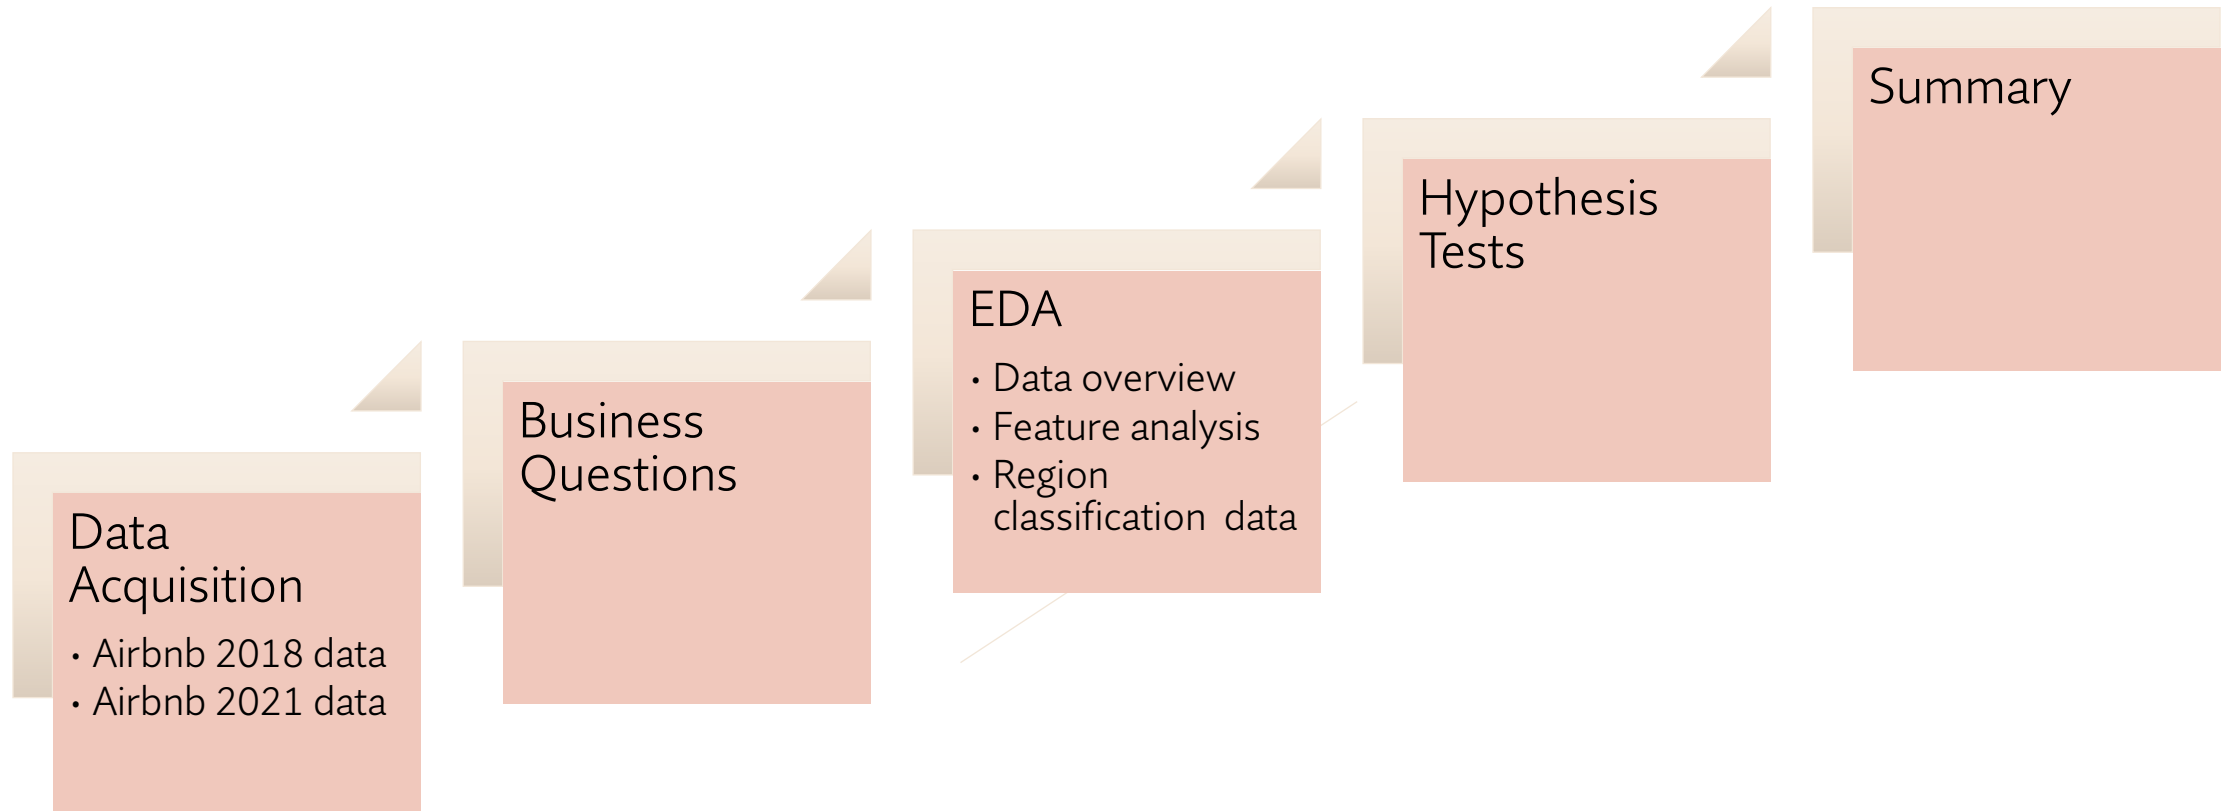 Data
Acquisition
• Airbnb 2018 data
• Airbnb 2021 data
Business
Questions
EDA
• Data overview
• Feature analysis
• Region
classification  data
Hypothesis
Tests
Summary